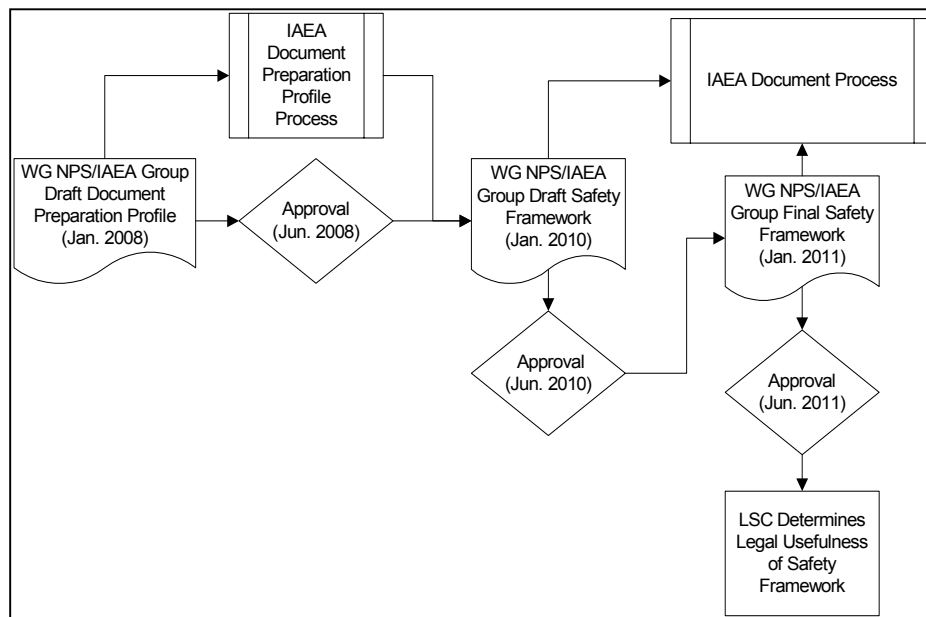 IAEA
Document
Preparation
Profile
Process
IAEA Document Process
WG NPS/IAEA Group
Draft Document
Preparation Profile
(Jan. 2008)
Approval
(Jun. 2008)
WG NPS/IAEA
Group Draft Safety
Framework
(Jan. 2010)
WG NPS/IAEA
Group Final Safety
Framework
(Jan. 2011)
Approval
(Jun. 2010)
Approval
(Jun. 2011)
LSC Determines
Legal Usefulness
of Safety
Framework